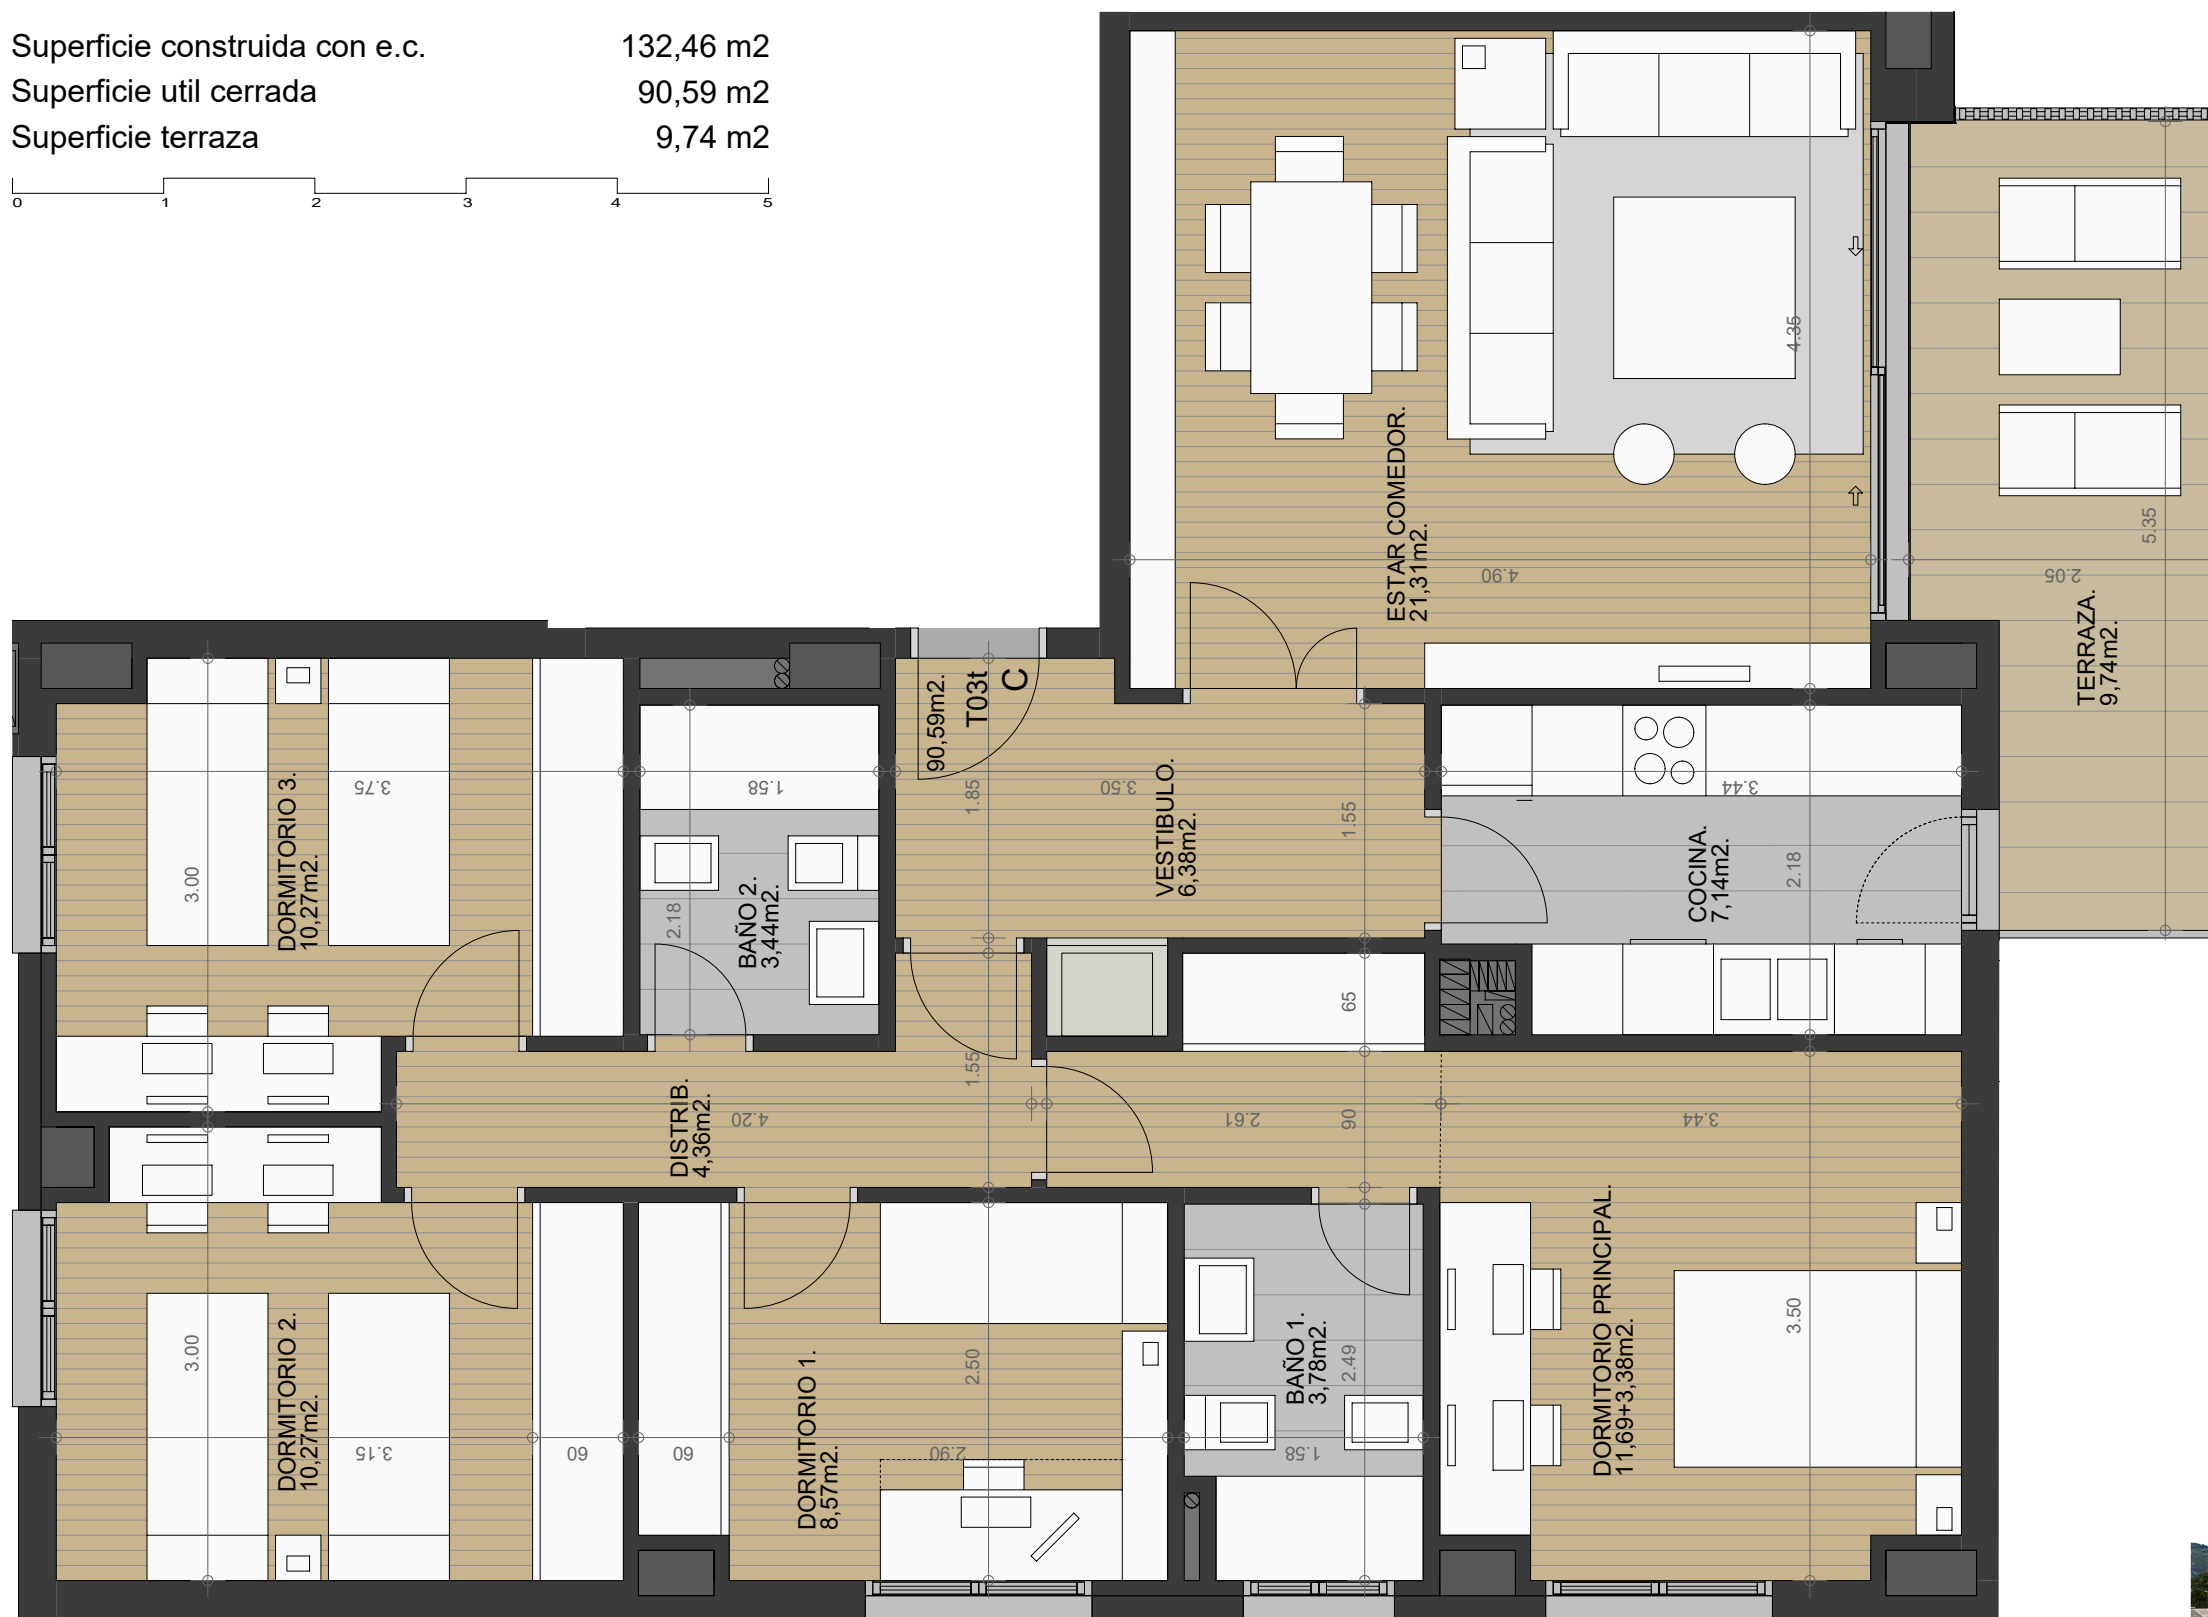 Superficie construida con e.c. 132,46 m2
Superficie util cerrada 90,59 m2
Superficie terraza 9,74 m2
0 1 2 3 4 5
4.35
ESTAR COMEDOR.
21,31m2.
4.90
5.35
2.05
TERRAZA.
9,74m2.
90,59m2.
T03t
C
3.75
DORMITORIO 3.
10,27m2.
3.00
1.58
2.18
BAÑO 2.
3,44m2.
1.85
3.50
1.55
VESTIBULO.
6,38m2.
3.44
COCINA.
7,14m2.
2.18
65
1.55
DISTRIB.
4,36m2.
4.20
2.61
90
3.44
3.00
DORMITORIO 2.
10,27m2.
3.15
60
60
DORMITORIO 1.
8,57m2.
2.50
2.90
BAÑO 1.
3,78m2.
2.49
1.58
DORMITORIO PRINCIPAL.
11,69+3,38m2.
3.50